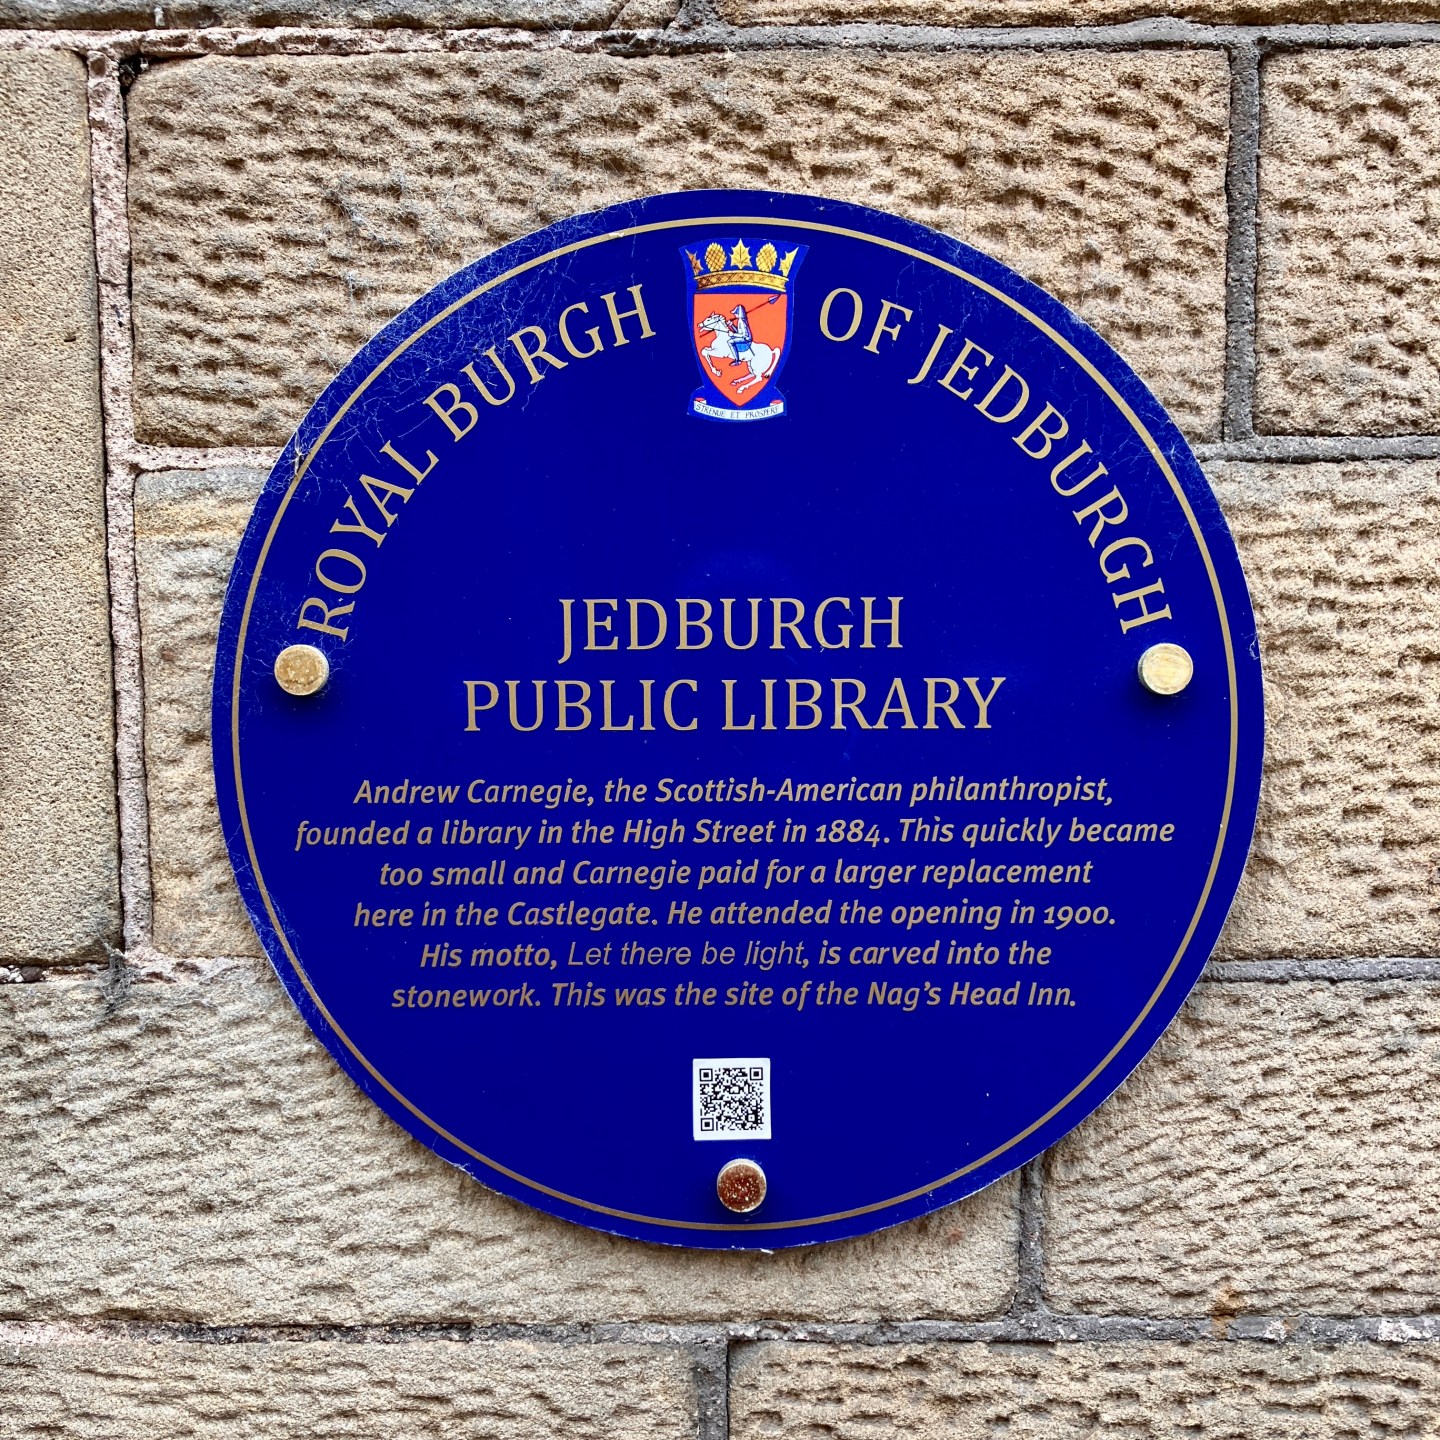 ROYAL BURGH OF JEDBURGH
STRENUE ET PROSPERE
JEDBURGH
PUBLIC LIBRARY
Andrew Carnegie, the Scottish-American philanthropist,
founded a library in the High Street in 1884. This quickly became
too small and Carnegie paid for a larger replacement
here in the Castlegate. He attended the opening in 1900.
His motto, Let there be light, is carved into the
stonework. This was the site of the Nag's Head Inn.